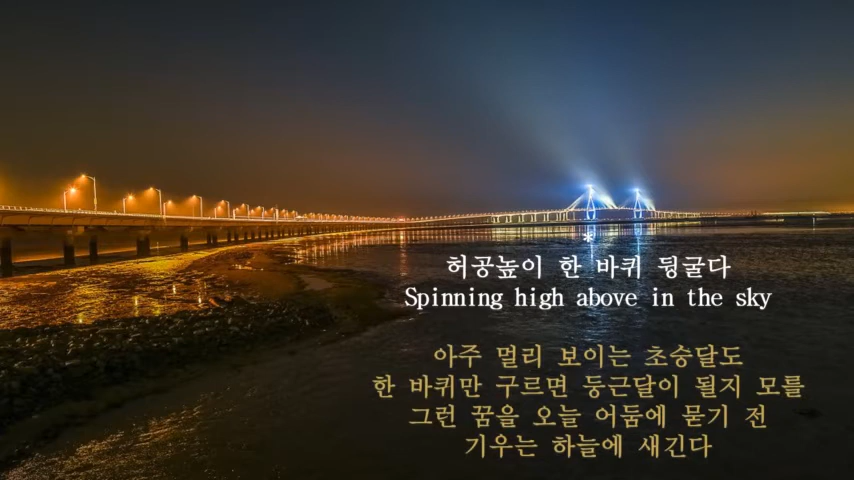 *
허공높이 한 바퀴 뒹굴다
Spinning high above in the sky
아주 멀리 보이는 초승달도
한 바퀴만 구르면 둥근달이 될지 모를
그런 꿈을 오늘 어둠에 묻기 전
기우는 하늘에 새긴다